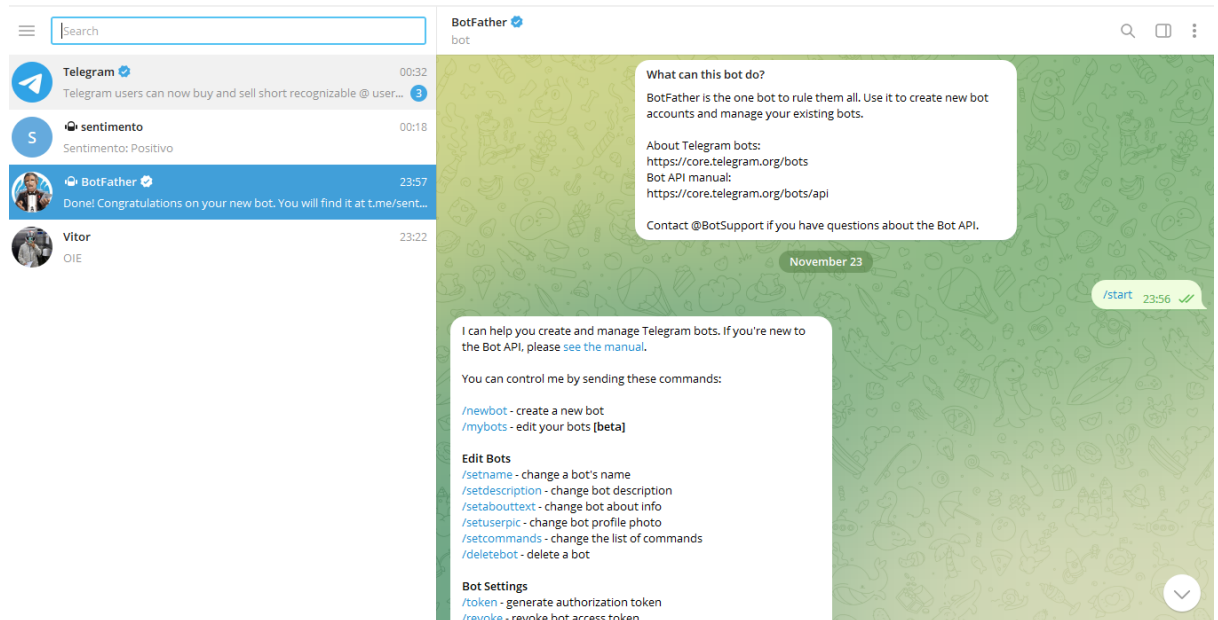 Search
Telegram
00:32
Telegram users can now buy and sell short recognizable @ user...
3
S
sentimento
00:18
Sentimento: Positivo
BotFather
23:57
Done! Congratulations on your new bot. You will find it at t.me/sent...
Vitor
23:22
OIE
BotFather
bot
What can this bot do?
BotFather is the one bot to rule them all. Use it to create new bot
accounts and manage your existing bots.
About Telegram bots:
https://core.telegram.org/bots
Bot API manual:
https://core.telegram.org/bots/api
Contact @BotSupport if you have questions about the Bot API.
November 23
/start 23:56
I can help you create and manage Telegram bots. If you're new to
the Bot API, please see the manual.
You can control me by sending these commands:
/newbot - create a new bot
/mybots - edit your bots [beta]
Edit Bots
/setname - change a bot's name
/setdescription - change bot description
/setabouttext - change bot about info
/setuserpic - change bot profile photo
/setcommands - change the list of commands
/deletebot - delete a bot
Bot Settings
/token - generate authorization token
/revoke - revoke bot access token